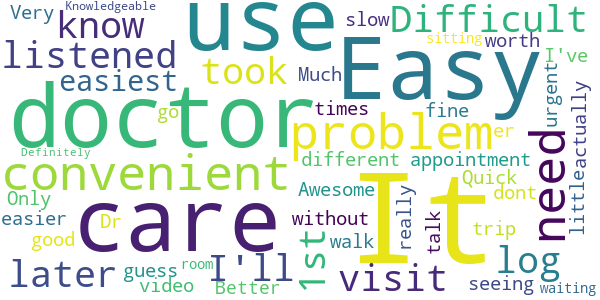 Very
Knowledgeable
know
use
slow
Difficult
sitting
worth
I've
listened
easiest
took
Much
Easy
urgent
actually
little
doctor
go
times
fine
problem
er
need
Definitely
convenient
different
appointment
Only
care
Awesome
It
Quick
dont
really
talk
easier
Dr
without
walk
trip
good
1st
log
later
guess
room
I'll
video
Better
visit
seeing
waiting